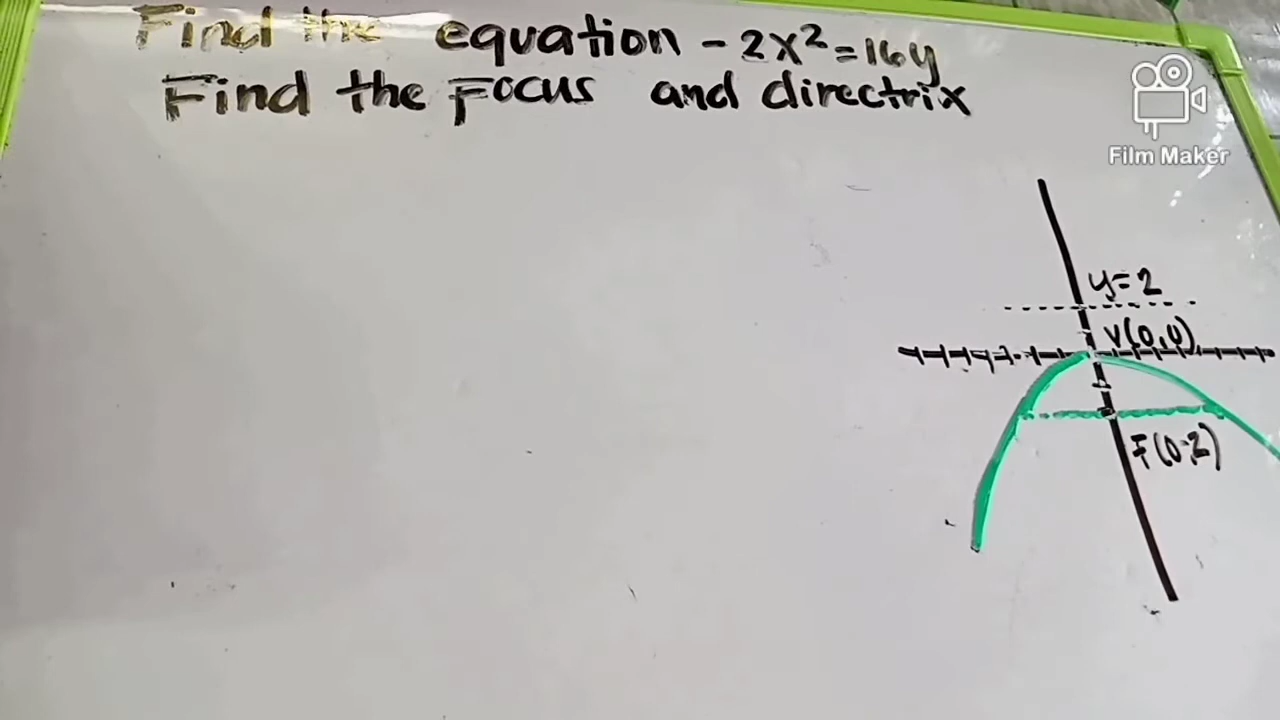 Find the equation -2x²=16y
Find the Focus and directrix
Film Maker
y=2
V(0,0)
F(0-2)